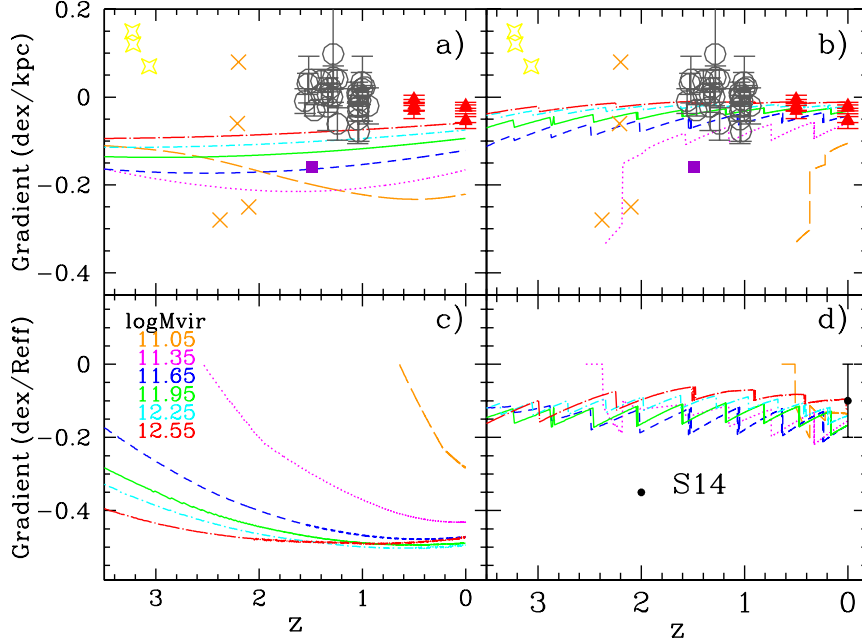 0.2
0
−0.2
−0.4
Gradient (dex/kpc)
a)
b)
0
−0.2
−0.4
Gradient (dex/Reff)
logMvir
11.05
11.35
11.65
11.95
12.25
12.55
c)
d)
S14
3
2
1
0
z
3
2
1
0
z